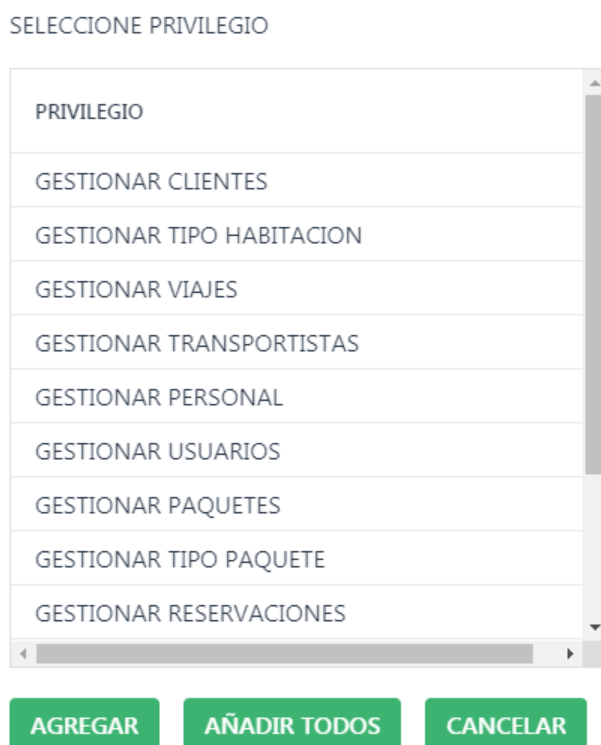 SELECCIONE PRIVILEGIO
PRIVILEGIO
GESTIONAR CLIENTES
GESTIONAR TIPO HABITACION
GESTIONAR VIAJES
GESTIONAR TRANSPORTISTAS
GESTIONAR PERSONAL
GESTIONAR USUARIOS
GESTIONAR PAQUETES
GESTIONAR TIPO PAQUETE
GESTIONAR RESERVACIONES
AGREGAR AÑADIR TODOS CANCELAR